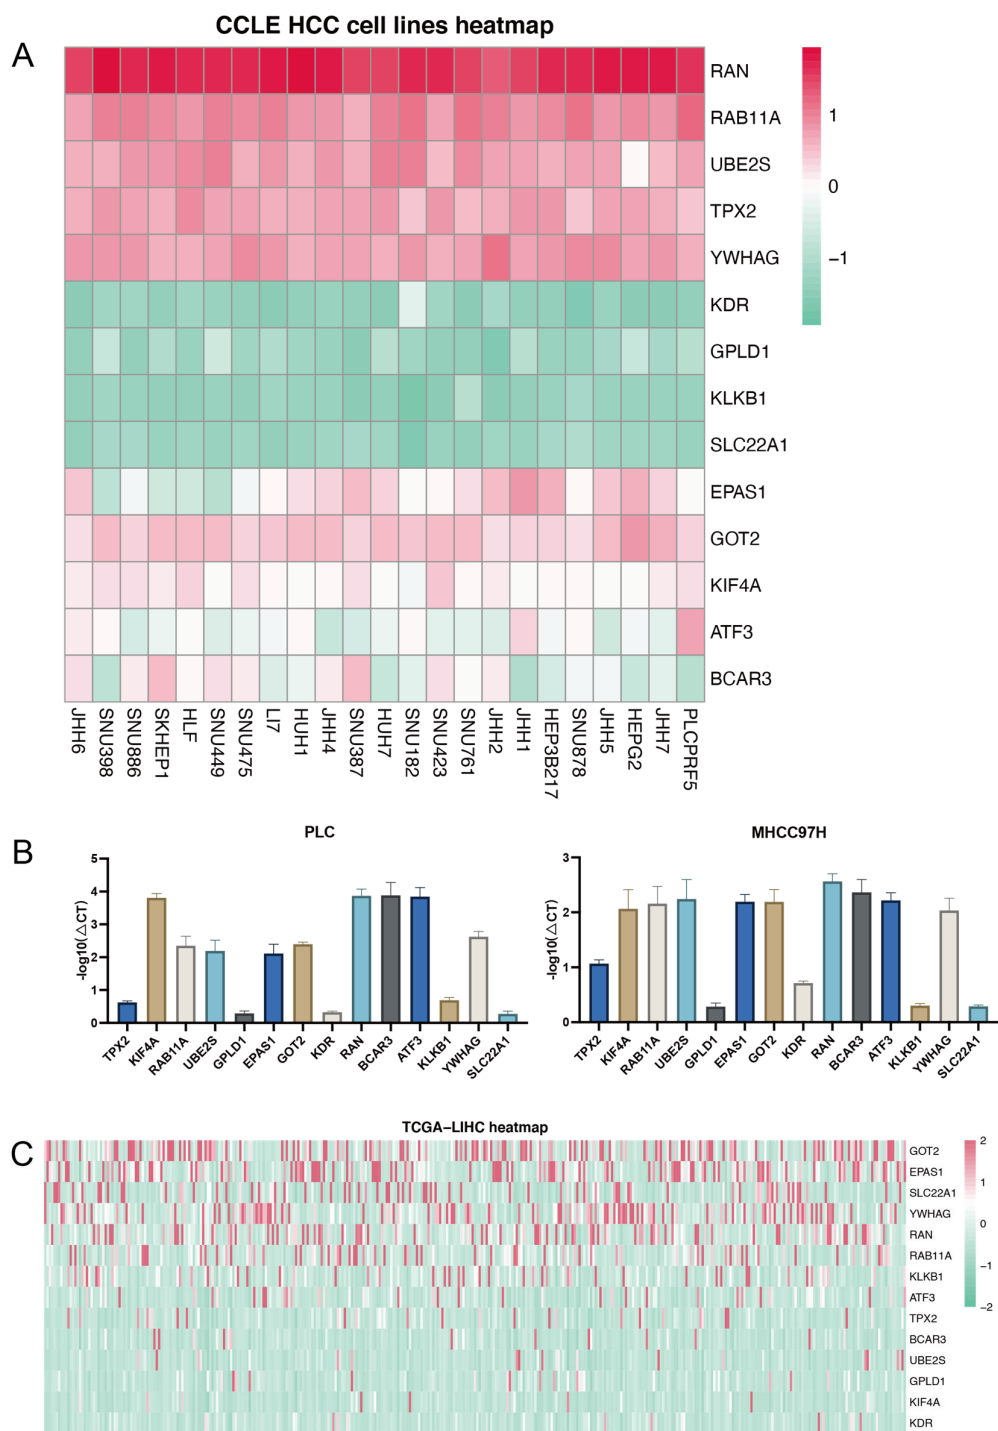 CCLE HCC cell lines heatmap
A
RAN
RAB11A
UBE2S
TPX2
YWHAG
KDR
GPLD1
KLKB1
SLC22A1
EPAS1
GOT2
KIF4A
ATF3
BCAR3
1
0
−1
JHH6
SNU398
SNU886
SKHEP1
HLF
SNU449
SNU475
LI7
HUH1
JHH4
SNU387
HUH7
SNU182
SNU423
SNU761
JHH2
JHH1
HEP3B217
SNU878
JHH5
HEPG2
JHH7
PLCPRF5
B
PLC
-log10(△CT)
5
4
3
2
1
0
TPX2
KIF4A
RAB11A
UBE2S
GPLD1
EPAS1
GOT2
KDR
RAN
BCAR3
ATF3
KLKB1
YWHAG
SLC22A1
MHCC97H
-log10(△CT)
3
2
1
0
TPX2
KIF4A
RAB11A
UBE2S
GPLD1
EPAS1
GOT2
KDR
RAN
BCAR3
ATF3
KLKB1
YWHAG
SLC22A1
C
TCGA−LIHC heatmap
GOT2
EPAS1
SLC22A1
YWHAG
RAN
RAB11A
KLKB1
ATF3
TPX2
BCAR3
UBE2S
GPLD1
KIF4A
KDR
2
1
0
−1
−2